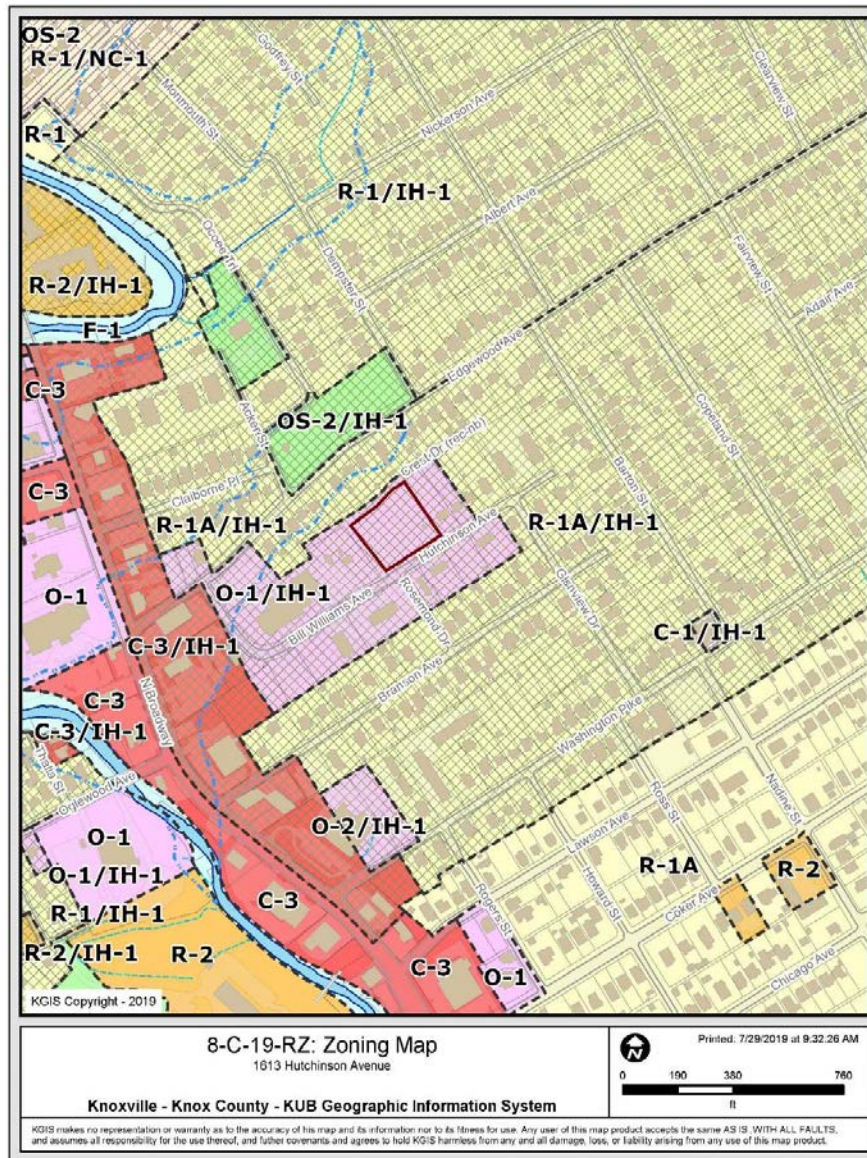 OS-2
R-1/NC-1
Godfrey St
Monmouth St
Clearview St
Nickerson Ave
R-1
R-1/IH-1
Albert Ave
Ocoee Trl
Dempster St
Fairview St
R-2/IH-1
Adair Ave
F-1
Edgewood Ave
C-3
Copeland St
OS-2/IH-1
Acker St
Crest Dr (rec-nb)
Claiborne Pl
Barton St
C-3
R-1A/IH-1
R-1A/IH-1
Hutchinson Ave
O-1
O-1/IH-1
Rosemond Dr
Glenview Dr
Bill Williams Ave
C-1/IH-1
C-3/IH-1
Branson Ave
C-3
N Broadway
Washington Pike
C-3/IH-1
Thalia St
Oglewood Ave
Ross St
Nadine St
O-2/IH-1
Lawson Ave
O-1
R-1A
R-2
O-1/IH-1
C-3
Rogers St
Howard St
Coker Ave
R-1/IH-1
R-2/IH-1
R-2
C-3
O-1
Chicago Ave
KGIS Copyright - 2019
8-C-19-RZ: Zoning Map
1613 Hutchinson Avenue
Knoxville - Knox County - KUB Geographic Information System
N
Printed: 7/29/2019 at 9:32:26 AM
0 190 380 760
ft
KGIS makes no representation or warranty as to the accuracy of his map and its information nor to its fitness for use. Any user of this map product accepts the same AS IS ,WITH ALL FAULTS,
and assumes all responsibility for the use thereof, and futher covenants and agrees to hold KGIS harmless from any and all damage, loss, or liability arising from any use of this map product.